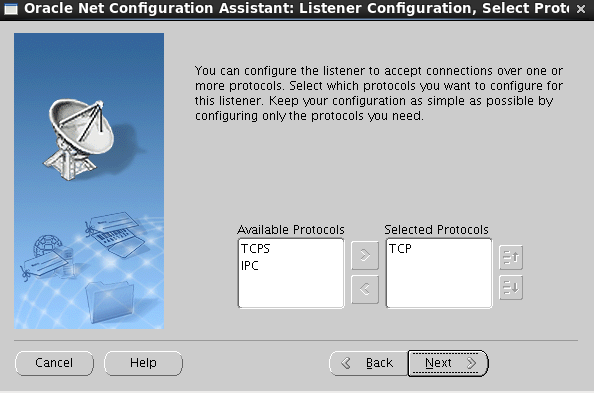 Oracle Net Configuration Assistant: Listener Configuration, Select Prot
You can configure the listener to accept connections over one or
more protocols. Select which protocols you want to configure for
this listener. Keep your configuration as simple as possible by
configuring only the protocols you need.
Available Protocols
Selected Protocols
TCPS
IPC
TCP
Cancel
Help
Back
Next